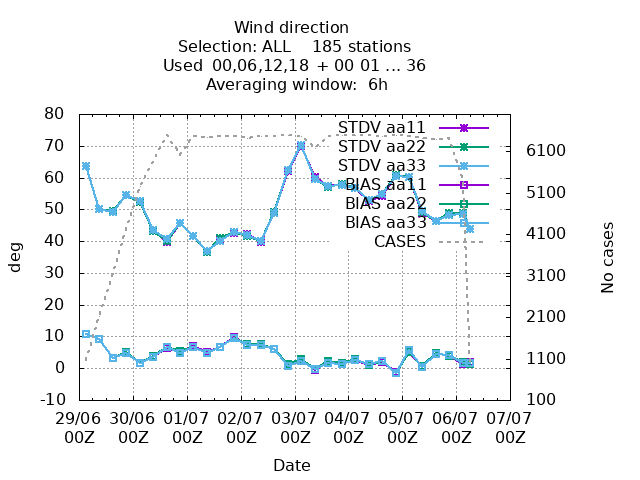 Wind direction
Selection: ALL    185 stations
Used  00,06,12,18  + 00 01 ... 36
Averaging window:  6h
80
70
60
50
40
30
20
10
0
-10
deg
STDV aa11
STDV aa22
STDV aa33
BIAS aa11
BIAS aa22
BIAS aa33
CASES
6100
5100
4100
3100
2100
1100
100
No cases
29/06 30/06 01/07 02/07 03/07 04/07 05/07 06/07 07/07
00Z 00Z 00Z 00Z 00Z 00Z 00Z 00Z 00Z
Date